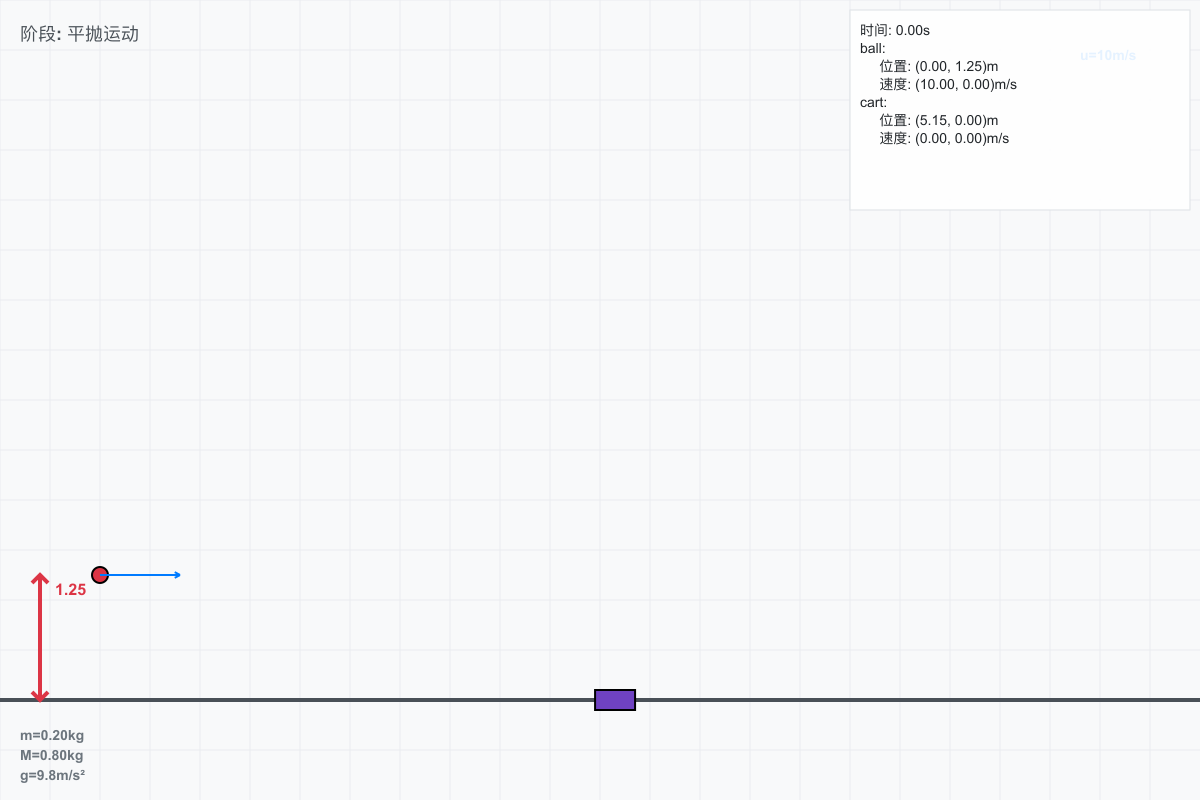 阶段: 平抛运动
时间: 0.00s
u=10m/s
ball:
位置: (0.00, 1.25)m
速度: (10.00, 0.00)m/s
cart:
位置: (5.15, 0.00)m
速度: (0.00, 0.00)m/s
1.25
m=0.20kg
M=0.80kg
g=9.8m/s²